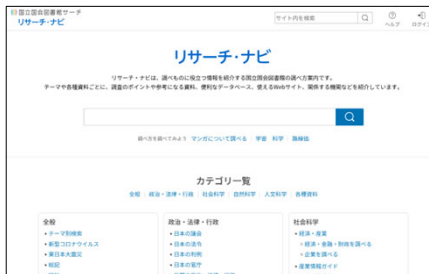 国立国会図書館サーチ
リサーチ・ナビ
サイト内を検索
ヘルプ
ログイン
リサーチ・ナビ
リサーチ・ナビは、調べものに役立つ情報を紹介する国立国会図書館の調べ方案内です。
テーマや各種資料ごとに、調査のポイントや参考になる資料、便利なデータベース、使えるWebサイト、関係する機関などを紹介しています。
調べ方を調べてみよう マンガについて調べる 学習 科学
カテゴリ一覧
全般 政治・法律・行政 社会科学 自然科学 人文科学 各種資料
全般
テーマ別検索
新型コロナウイルス
東日本大震災
総記
政治・法律・行政
日本の議会
日本の法令
日本の判例
日本の官庁
社会科学
経済・産業
経済・金融・財政を調べる
企業を調べる
産業情報ガイド